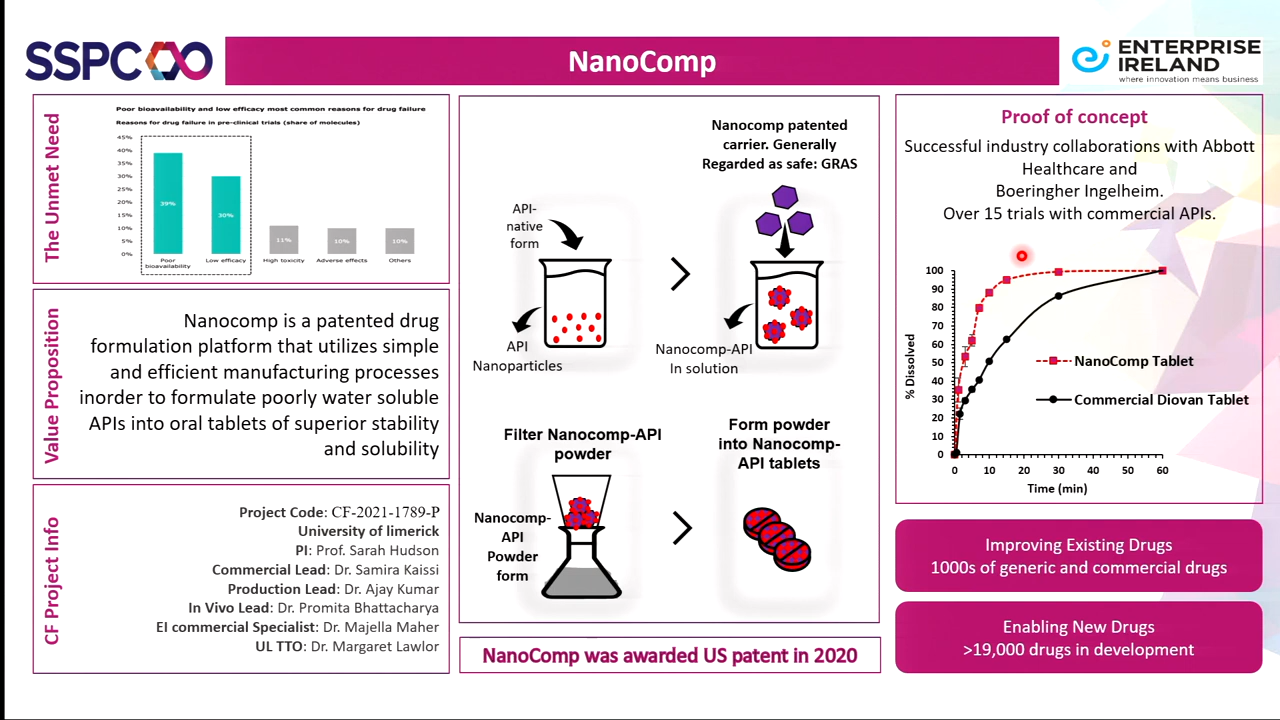 SSPC
NanoComp
ENTERPRISE
IRELAND
where innovation means business
The Unmet Need
Poor bioavailability and low efficacy most common reasons for drug failure
Reasons for drug failure in pre-clinical trials (share of molecules)
45%
40%
35%
30%
25%
20%
15%
10%
5%
0%
39%
30%
11%
10%
10%
Poor
bioavailability
Low efficacy
High toxicity
Adverse effects
Others
Value Proposition
Nanocomp is a patented drug
formulation platform that utilizes simple
and efficient manufacturing processes
inorder to formulate poorly water soluble
APIs into oral tablets of superior stability
and solubility
CF Project Info
Project Code: CF-2021-1789-P
University of limerick
PI: Prof. Sarah Hudson
Commercial Lead: Dr. Samira Kaissi
Production Lead: Dr. Ajay Kumar
In Vivo Lead: Dr. Promita Bhattacharya
EI commercial Specialist: Dr. Majella Maher
UL TTO: Dr. Margaret Lawlor
Nanocomp patented
carrier. Generally
Regarded as safe: GRAS
API-
native
form
API
Nanoparticles
Nanocomp-API
In solution
Filter Nanocomp-API
powder
Nanocomp-
API
Powder
form
Form powder
into Nanocomp-
API tablets
NanoComp was awarded US patent in 2020
Proof of concept
Successful industry collaborations with Abbott
Healthcare and
Boeringher Ingelheim.
Over 15 trials with commercial APIs.
% Dissolved
100
90
80
70
60
50
40
30
20
10
0
0
10
20
30
40
50
60
Time (min)
NanoComp Tablet
Commercial Diovan Tablet
Improving Existing Drugs
1000s of generic and commercial drugs
Enabling New Drugs
>19,000 drugs in development